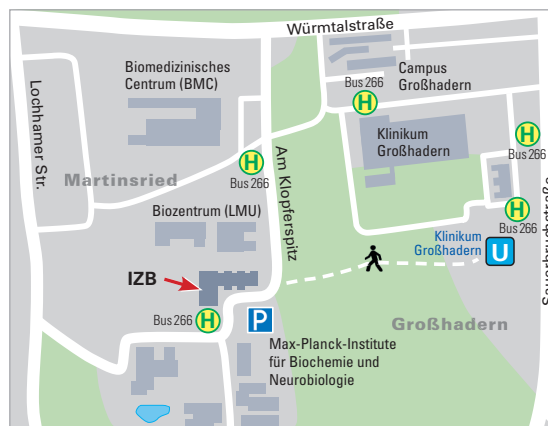 Würmtalstraße
Biomedizinisches
Centrum (BMC)
Campus
Großhadern
Bus 266
H
Lochhamer Str.
Klinikum
Großhadern
H
Bus 266
H
Bus 266
Am Klopferspitz
Martinsried
Biozentrum (LMU)
H
Bus 266
Sauerbruchstraße
Klinikum
Großhadern
U
IZB
Bus 266
H
P
Großhadern
Max-Planck-Institute
für Biochemie und
Neurobiologie